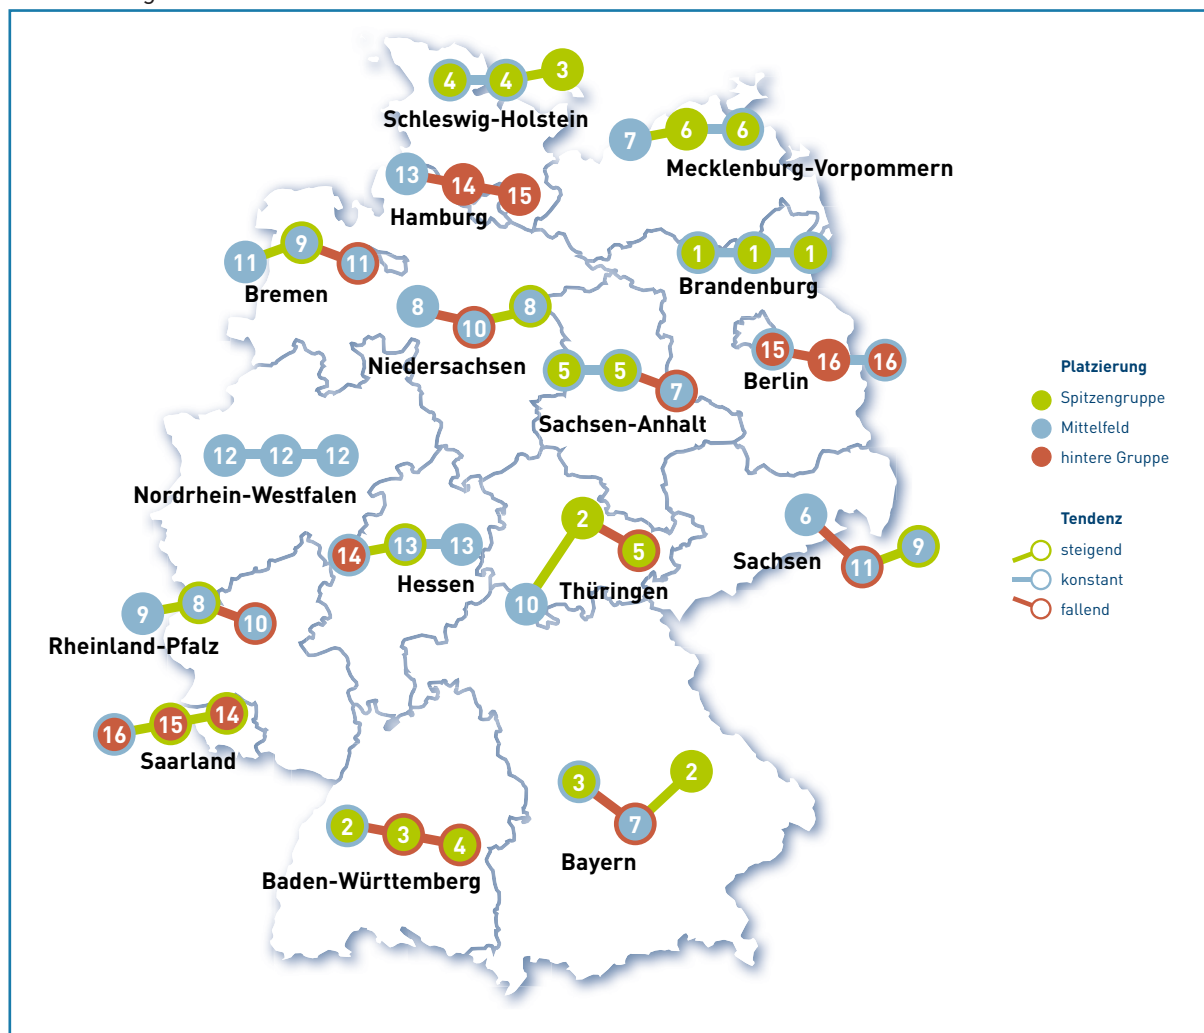 4 4 3
Schleswig-Holstein
7 6 6
Mecklenburg-Vorpommern
13 14 15
Hamburg
11 9 11
Bremen
1 1 1
Brandenburg
8 10 8
Niedersachsen
15 16 16
Berlin
5 5 7
Sachsen-Anhalt
12 12 12
Nordrhein-Westfalen
14 13 13
Hessen
10 2 5
Thüringen
6 11 9
Sachsen
9 8 10
Rheinland-Pfalz
16 15 14
Saarland
2 3 4
Baden-Württemberg
3 7 2
Bayern
Platzierung
Spitzengruppe
Mittelfeld
hintere Gruppe
Tendenz
steigend
konstant
fallend